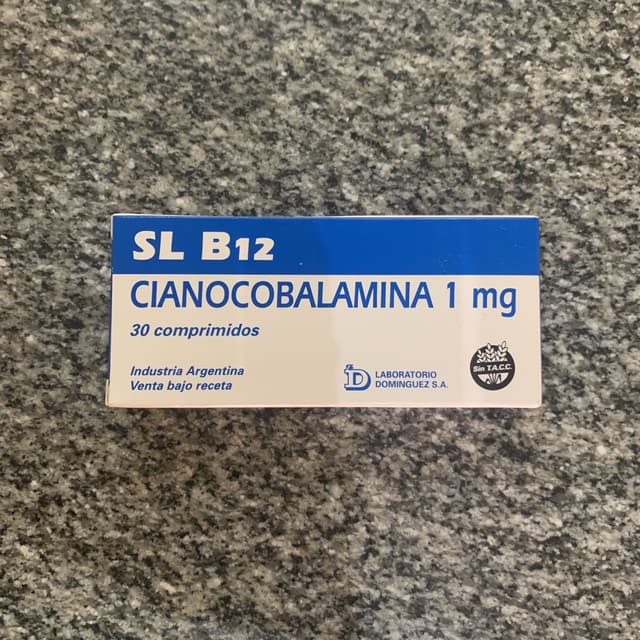 SL B12
CIANOCOBALAMINA 1 mg
30 comprimidos
Industria Argentina
Venta bajo receta
D
LABORATORIO
DOMINGUEZ S.A.
Sin T.A.C.C.